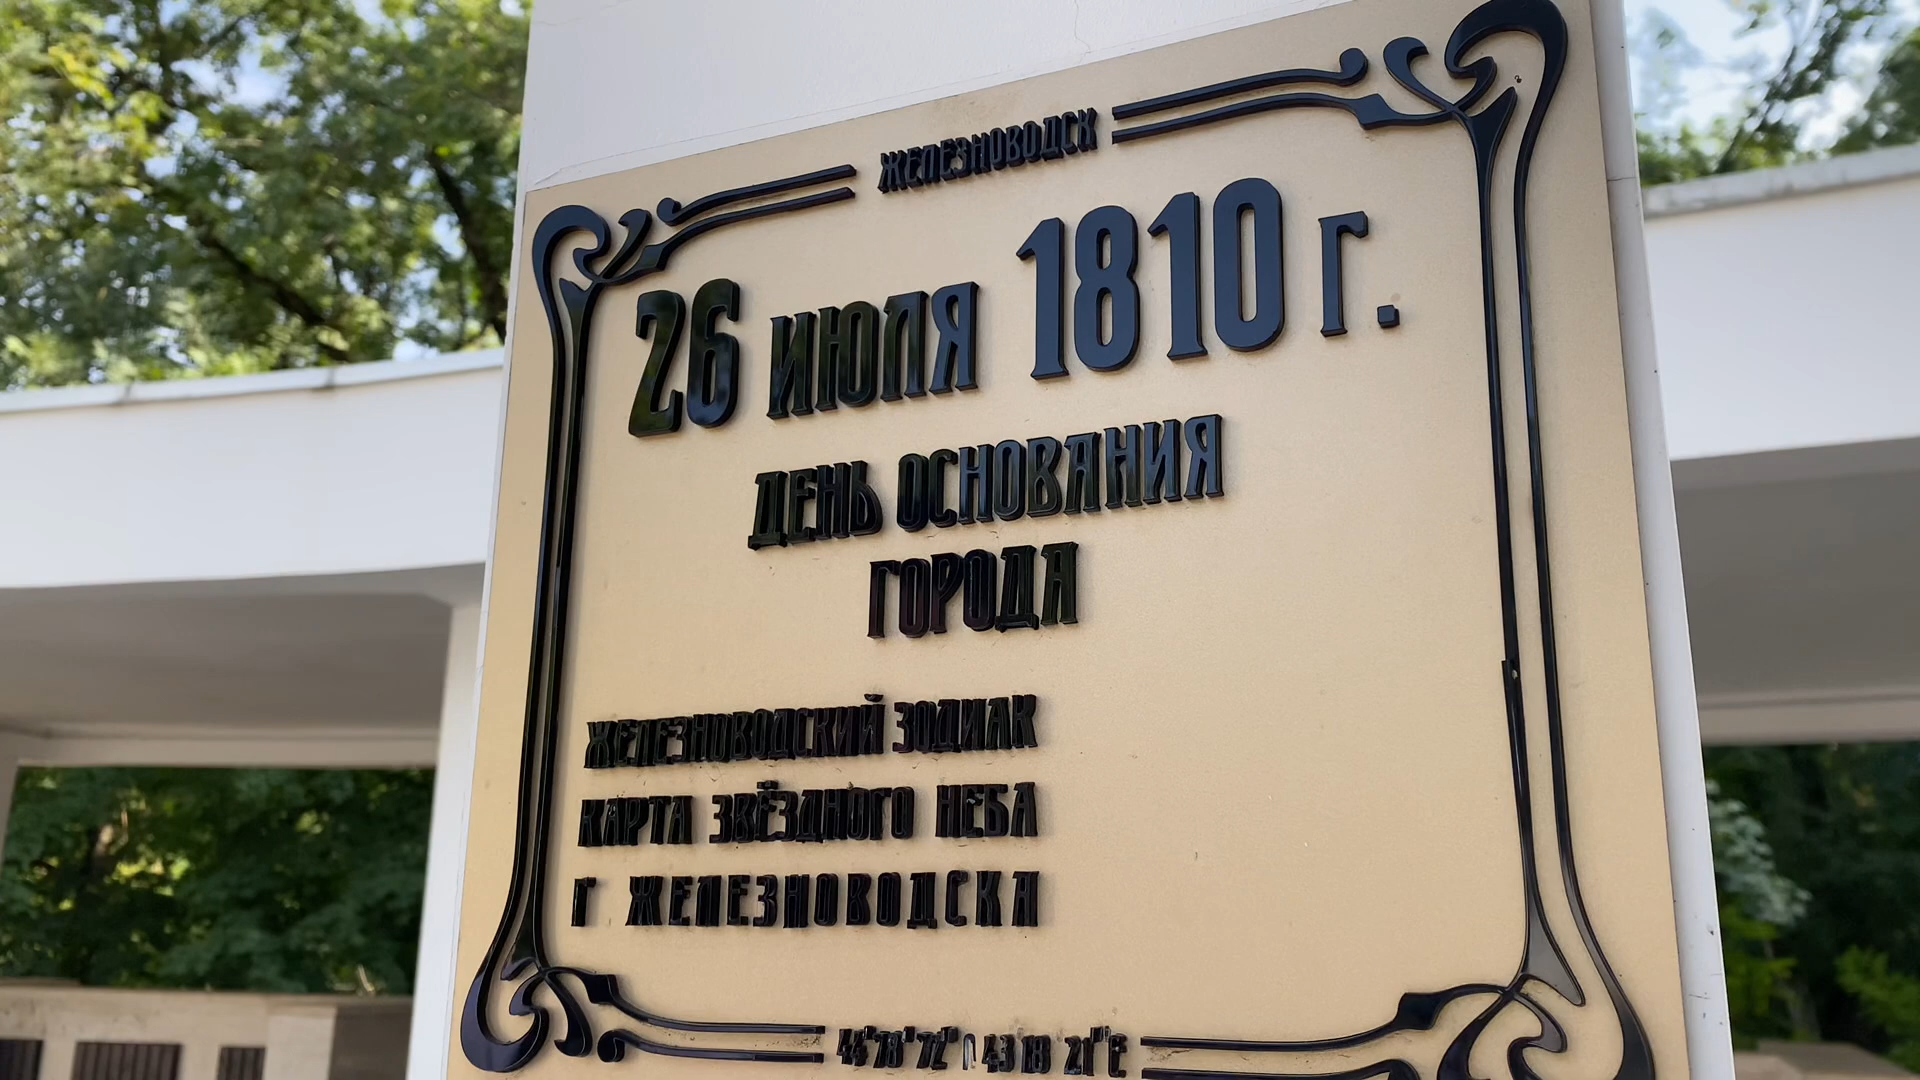 ЖЕЛЕЗНОВОДСК
26 ИЮЛЯ 1810 г.
ДЕНЬ ОСНОВАНИЯ
ГОРОДА
ЖЕЛЕЗНОВОДСКИЙ ЗОДИАК
КАРТА ЗВЁЗДНОГО НЕБА
Г ЖЕЛЕЗНОВОДСКА